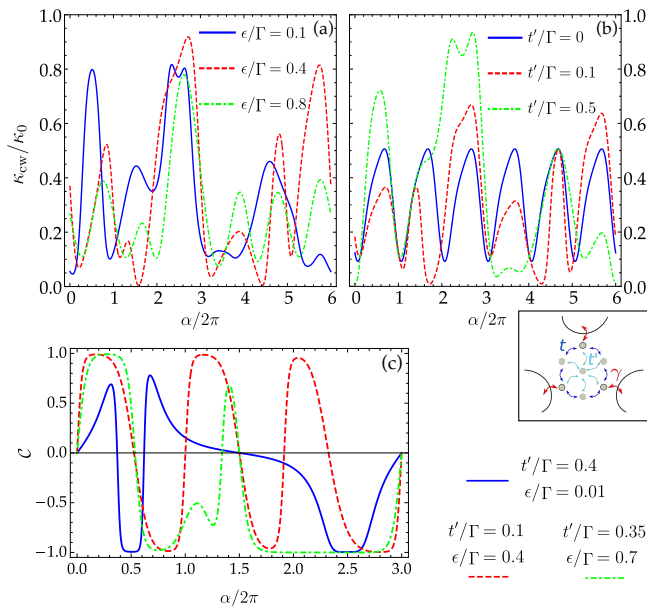 (a)
ϵ/Γ = 0.1
ϵ/Γ = 0.4
ϵ/Γ = 0.8
κcw/κ0
1.0
0.8
0.6
0.4
0.2
0.0
0 1 2 3 4 5 6
α/2π
(b)
t′/Γ = 0
t′/Γ = 0.1
t′/Γ = 0.5
1.0
0.8
0.6
0.4
0.2
0.0
0 1 2 3 4 5 6
α/2π
t
t′
γ
(c)
C
1.0
0.5
0.0
−0.5
−1.0
0.0 0.5 1.0 1.5 2.0 2.5 3.0
α/2π
t′/Γ = 0.4
ϵ/Γ = 0.01
t′/Γ = 0.1 t′/Γ = 0.35
ϵ/Γ = 0.4 ϵ/Γ = 0.7